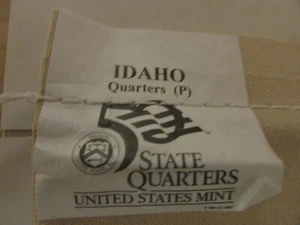 IDAHO
Quarters (P)
50
STATE
QUARTERS
UNITED STATES MINT